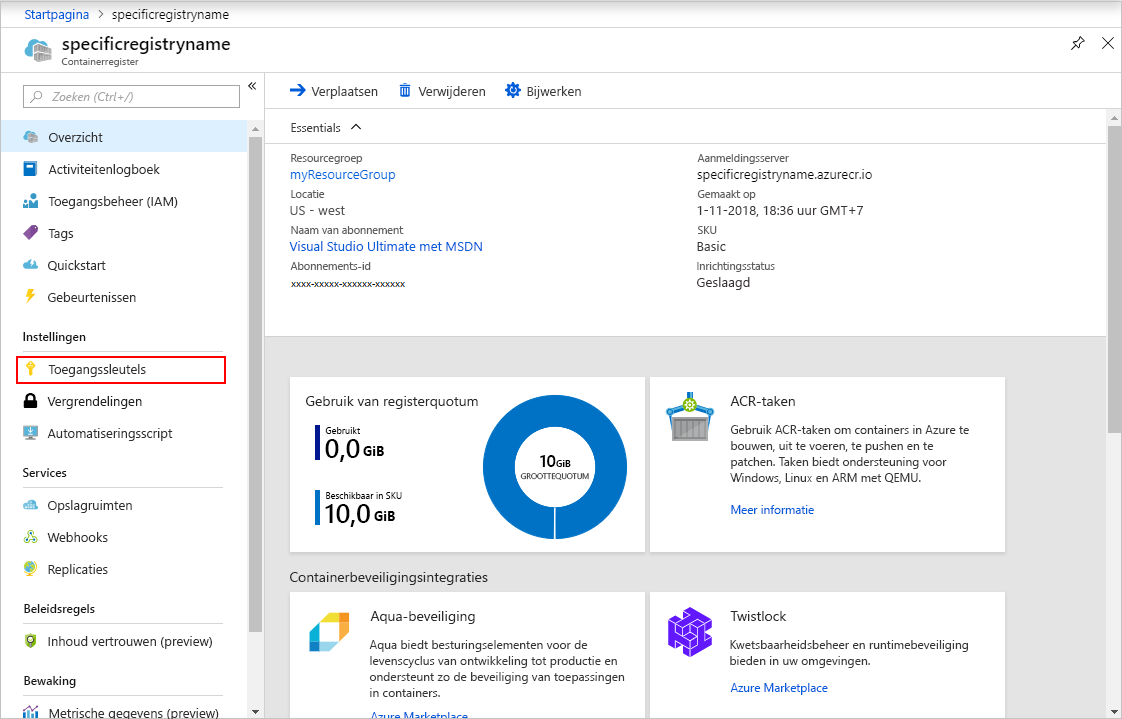 Startpagina > specificregistryname
specificregistryname
Containerregister
Zoeken (Ctrl+/)
«
Overzicht
Activiteitenlogboek
Toegangsbeheer (IAM)
Tags
Quickstart
Gebeurtenissen
Instellingen
Toegangssleutels
Vergrendelingen
Automatiseringsscript
Services
Opslagruimten
Webhooks
Replicaties
Beleidsregels
Inhoud vertrouwen (preview)
Bewaking
Metrische gegevens (preview)
Verplaatsen Verwijderen Bijwerken
Essentials
Resourcegroep
myResourceGroup
Locatie
US - west
Naam van abonnement
Visual Studio Ultimate met MSDN
Abonnements-id
xxxx-xxxxx-xxxxxx-xxxxxx
Aanmeldingsserver
specificregistryname.azurecr.io
Gemaakt op
1-11-2018, 18:36 uur GMT+7
SKU
Basic
Inrichtingsstatus
Geslaagd
Gebruik van registerquotum
Gebruikt
0,0 GiB
Beschikbaar in SKU
10,0 GiB
10GiB
GROOTTEQUOTUM
ACR-taken
Gebruik ACR-taken om containers in Azure te
bouwen, uit te voeren, te pushen en te
patchen. Taken biedt ondersteuning voor
Windows, Linux en ARM met QEMU.
Meer informatie
Containerbeveiligingsintegraties
Aqua-beveiliging
Aqua biedt besturingselementen voor de
levenscyclus van ontwikkeling tot productie en
ondersteunt zo de beveiliging van toepassingen
in containers.
Azure Marketplace
Twistlock
Kwetsbaarheidsbeheer en runtimebeveiliging
bieden in uw omgevingen.
Azure Marketplace